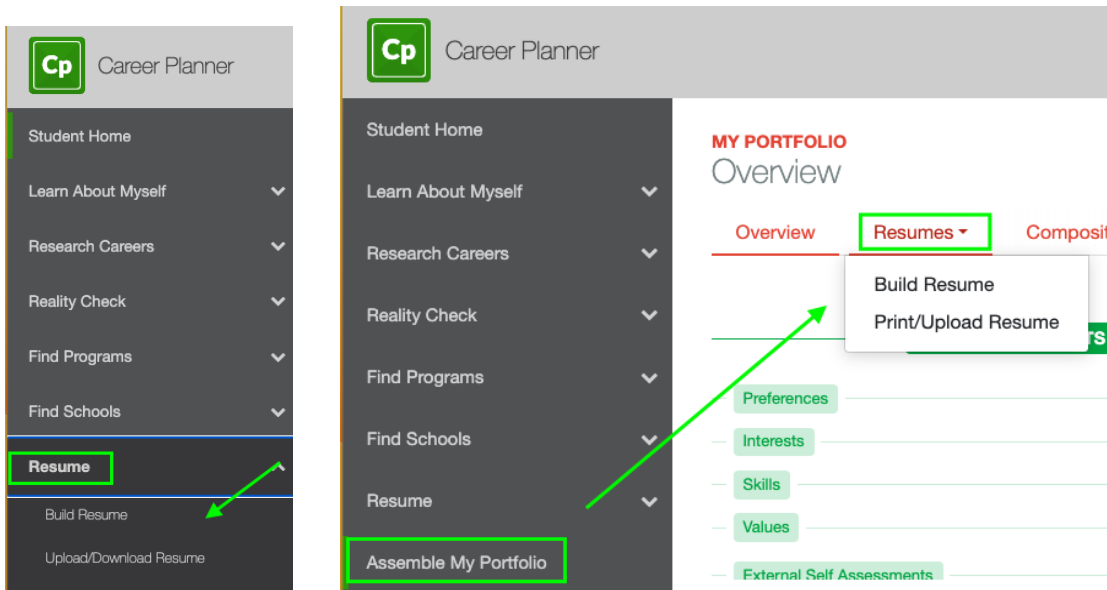 Cp Career Planner
Student Home
Learn About Myself
Research Careers
Reality Check
Find Programs
Find Schools
Resume
Build Resume
Upload/Download Resume
Cp Career Planner
Student Home
Learn About Myself
Research Careers
Reality Check
Find Programs
Find Schools
Resume
Assemble My Portfolio
MY PORTFOLIO
Overview
Overview Resumes Composit
Build Resume
Print/Upload Resume
Preferences
Interests
Skills
Values
External Self Assessments